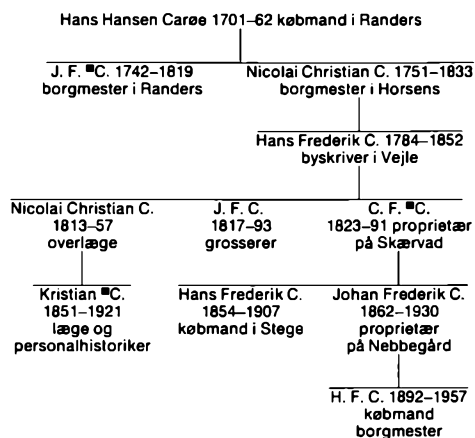 Hans Hansen Carøe 1701–62 købmand i Randers
J. F. ■C. 1742–1819
borgmester i Randers
Nicolai Christian C. 1751–1833
borgmester i Horsens
Hans Frederik C. 1784–1852
byskriver i Vejle
Nicolai Christian C.
1813–57
overlæge
J. F. C.
1817–93
grosserer
C. F. ■C.
1823–91 proprietær
på Skærvad
Kristian ■C.
1851–1921
læge og
personalhistoriker
Hans Frederik C.
1854–1907
købmand i Stege
Johan Frederik C.
1862–1930
proprietær
på Nebbegård
H. F. C. 1892–1957
købmand
borgmester